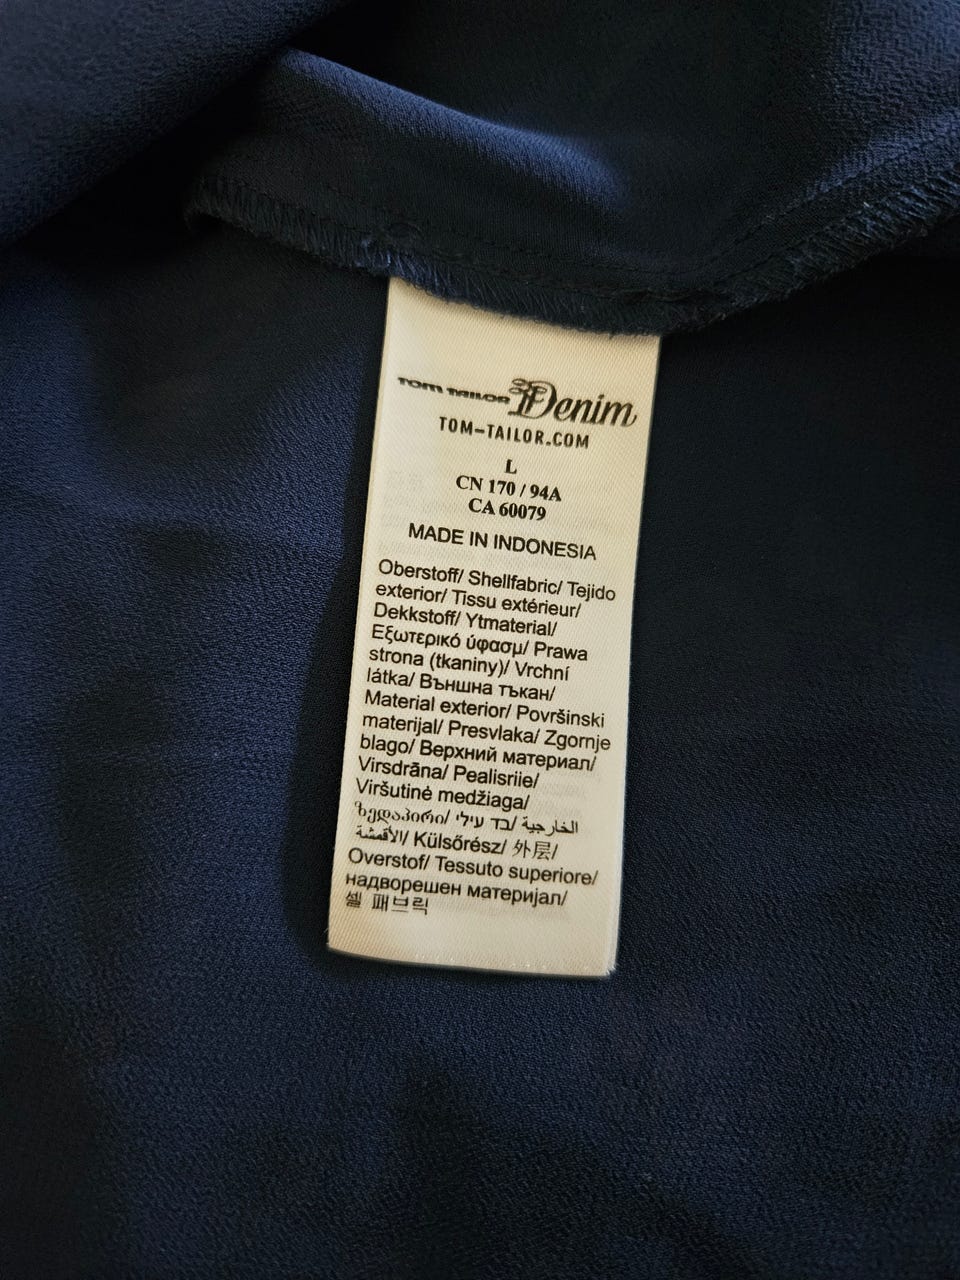 TOM TAILOR Denim
TOM-TAILOR.COM
L
CN 170 / 94A
CA 60079
MADE IN INDONESIA
Oberstoff/ Shellfabric/ Tejido
exterior/ Tissu extérieur/
Dekkstoff/ Ytmaterial/
Εξωτερικό ύφασμ/ Prawa
strona (tkaniny)/ Vrchní
látka/ Външна тъкан/
Material exterior/ Površinski
materijal/ Presvlaka/ Zgornje
blago/ Верхний материал/
Virsdrāna/ Pealisriie/
Viršutinė medžiaga/
ზედაპირი/ בד עילי/ الخارجية
الأقمشة/ Külsőrész/ 外层/
Overstof/ Tessuto superiore/
надворешен материјал/
셸 패브릭